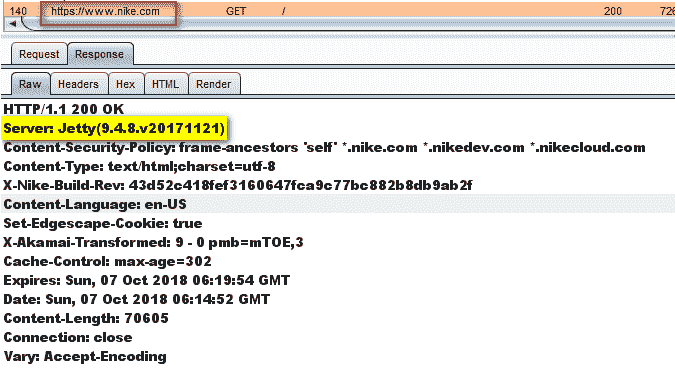 140 https://www.nike.com GET / 200 726
Request Response
Raw Headers Hex HTML Render
HTTP/1.1 200 OK
Server: Jetty(9.4.8.v20171121)
Content-Security-Policy: frame-ancestors 'self' *.nike.com *.nikedev.com *.nikecloud.com
Content-Type: text/html;charset=utf-8
X-Nike-Build-Rev: 43d52c418fef3160647fca9c77bc882b8db9ab2f
Content-Language: en-US
Set-Edgescape-Cookie: true
X-Akamai-Transformed: 9 - 0 pmb=mTOE,3
Cache-Control: max-age=302
Expires: Sun, 07 Oct 2018 06:19:54 GMT
Date: Sun, 07 Oct 2018 06:14:52 GMT
Content-Length: 70605
Connection: close
Vary: Accept-Encoding